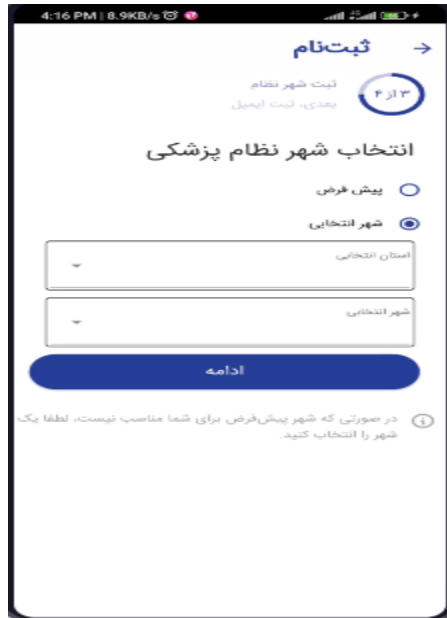 4:16 PM | 8.9KB/s
ثبت‌نام
۳ از ۴
ثبت شهر نظام
بعدی، ثبت ایمیل
انتخاب شهر نظام پزشکی
پیش فرض
شهر انتخابی
استان انتخابی
شهر انتخابی
ادامه
در صورتی که شهر پیش‌فرض برای شما مناسب نیست، لطفا یک
شهر را انتخاب کنید.